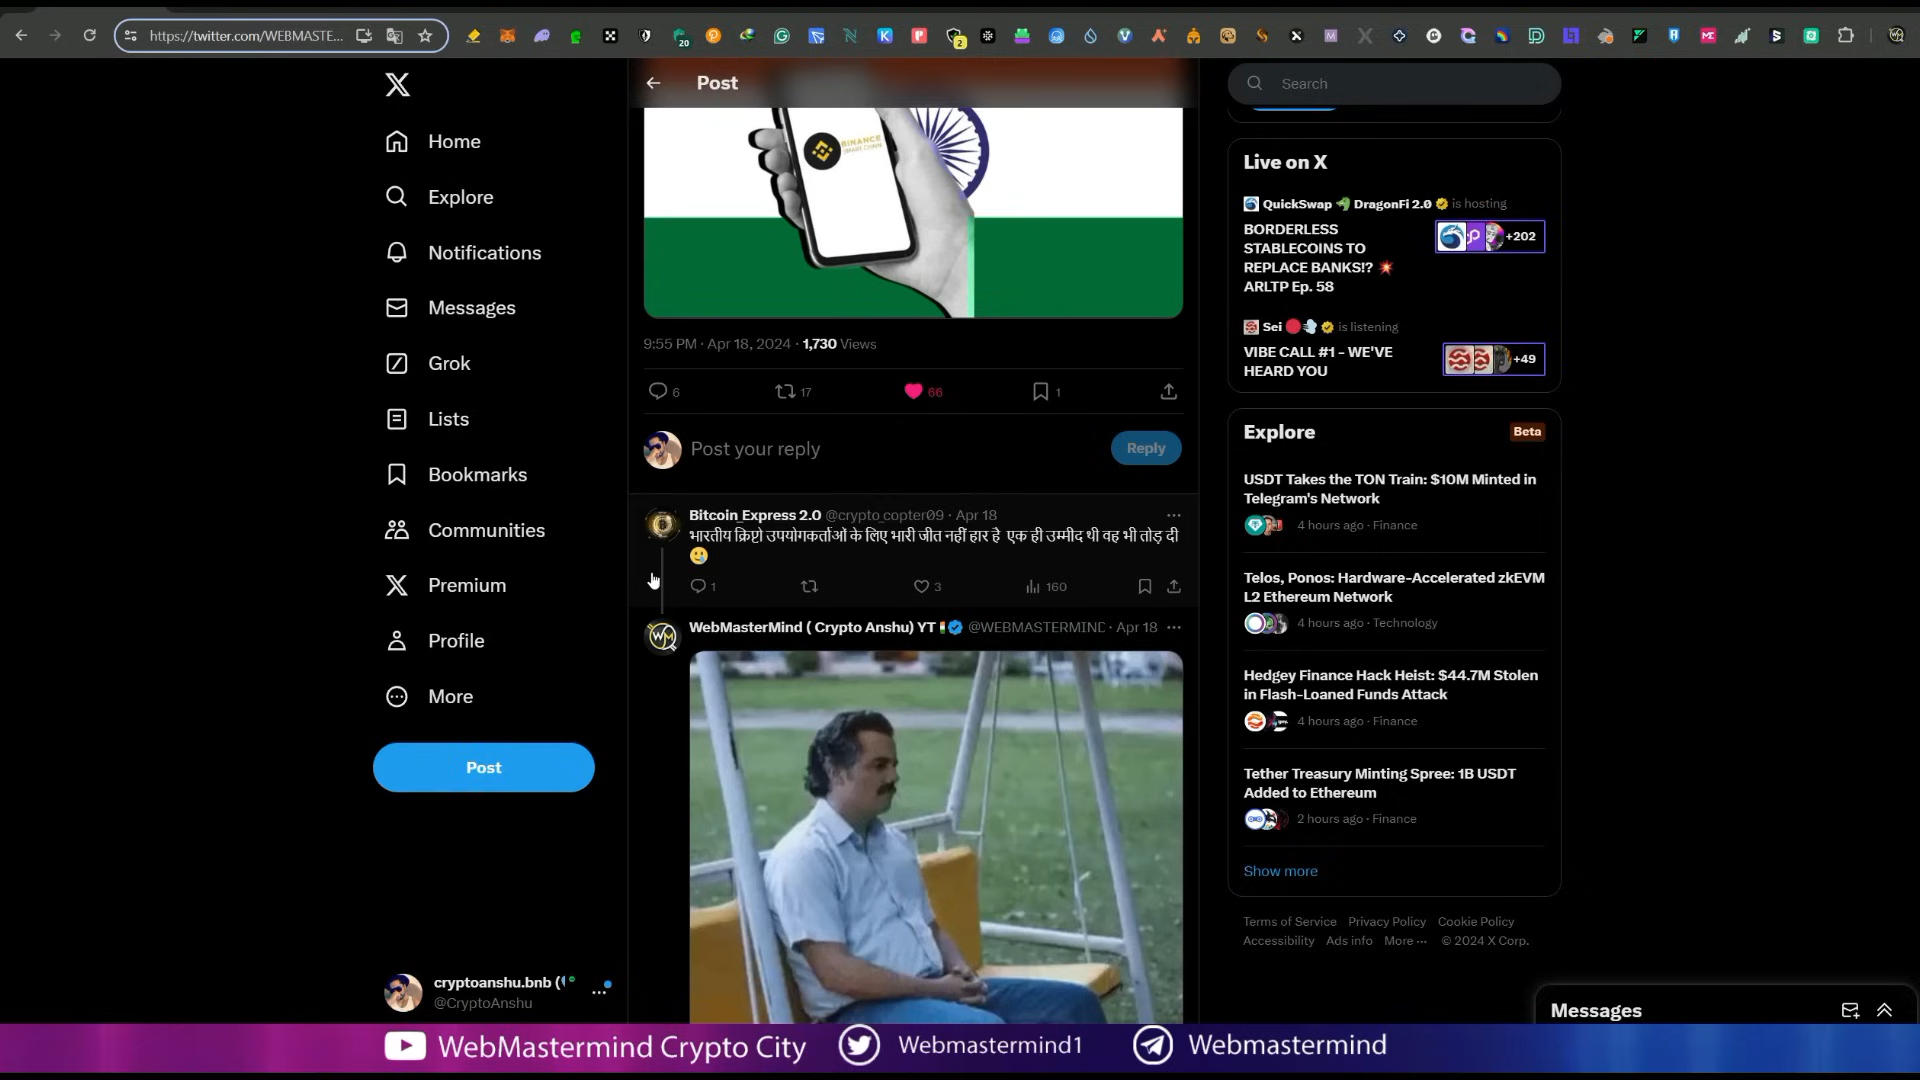 https://twitter.com/WEBMASTE...
20
2
Home
Explore
Notifications
Messages
Grok
Lists
Bookmarks
Communities
Premium
Profile
More
Post
cryptoanshu.bnb (
@CryptoAnshu
Post
BINANCE
SMART CHAIN
9:55 PM · Apr 18, 2024 · 1,730 Views
6 17 66 1
Post your reply
Reply
Bitcoin_Express 2.0 @crypto_copter09 · Apr 18
भारतीय क्रिप्टो उपयोगकर्ताओं के लिए भारी जीत नहीं हार है एक ही उम्मीद थी वह भी तोड़ दी
1 3 160
WebMasterMind ( Crypto Anshu) YT @WEBMASTERMIND · Apr 18
Search
Live on X
QuickSwap DragonFi 2.0 is hosting
BORDERLESS
STABLECOINS TO
REPLACE BANKS!?
ARLTP Ep. 58
+202
Sei is listening
VIBE CALL #1 - WE'VE
HEARD YOU
+49
Explore
Beta
USDT Takes the TON Train: $10M Minted in
Telegram's Network
4 hours ago · Finance
Telos, Ponos: Hardware-Accelerated zkEVM
L2 Ethereum Network
4 hours ago · Technology
Hedgey Finance Hack Heist: $44.7M Stolen
in Flash-Loaned Funds Attack
4 hours ago · Finance
Tether Treasury Minting Spree: 1B USDT
Added to Ethereum
2 hours ago · Finance
Show more
Terms of Service Privacy Policy Cookie Policy
Accessibility Ads info More ··· © 2024 X Corp.
Messages
WebMastermind Crypto City
Webmastermind1
Webmastermind